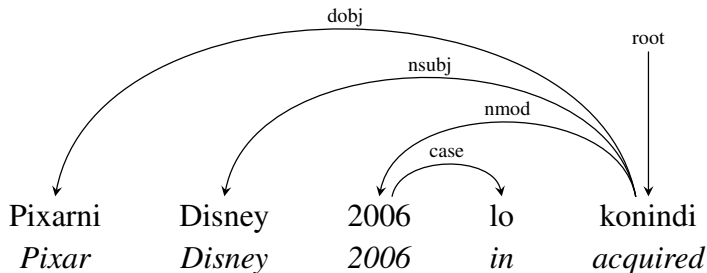 dobj
root
nsubj
nmod
case
Pixarni Disney 2006 lo konindi
Pixar Disney 2006 in acquired